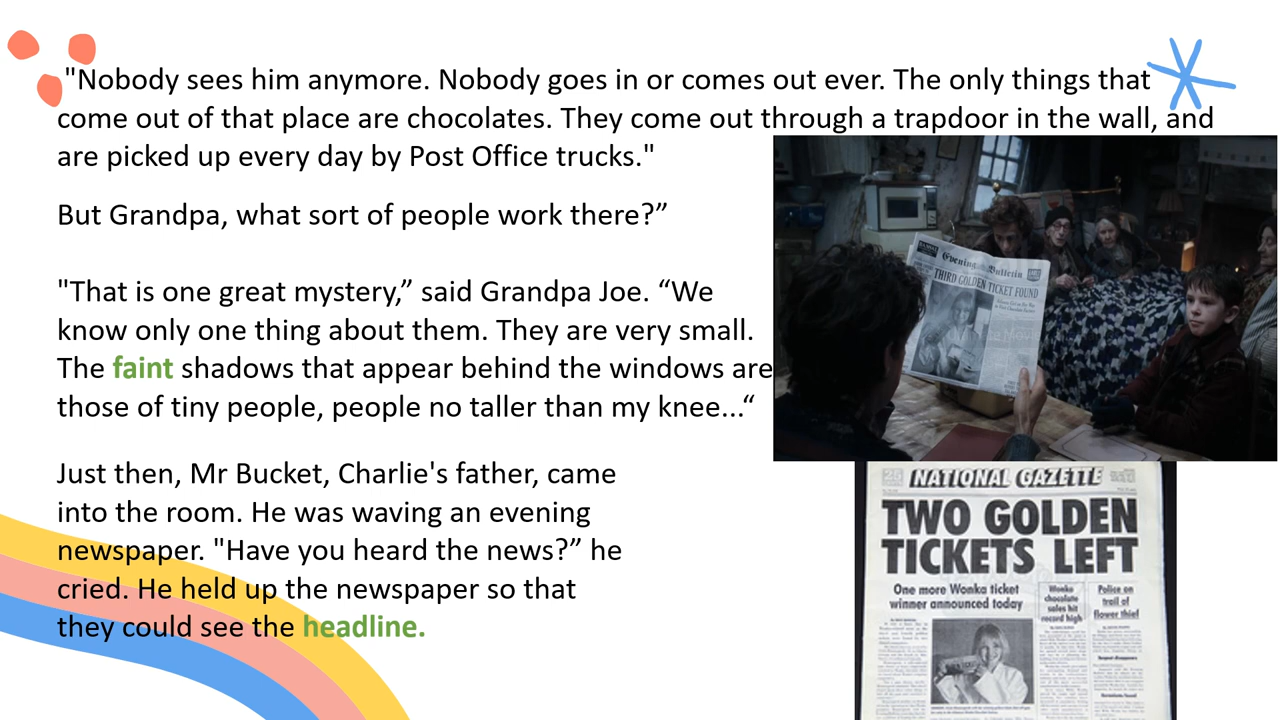 "Nobody sees him anymore. Nobody goes in or comes out ever. The only things that
come out of that place are chocolates. They come out through a trapdoor in the wall, and
are picked up every day by Post Office trucks."
But Grandpa, what sort of people work there?”
"That is one great mystery,” said Grandpa Joe. “We
know only one thing about them. They are very small.
The faint shadows that appear behind the windows are
those of tiny people, people no taller than my knee...“
Just then, Mr Bucket, Charlie's father, came
into the room. He was waving an evening
newspaper. "Have you heard the news?” he
cried. He held up the newspaper so that
they could see the headline.
Evening Bulletin
THIRD GOLDEN TICKET FOUND
NATIONAL GAZETTE
TWO GOLDEN
TICKETS LEFT
One more Wonka ticket
winner announced today
Wonka
chocolate
sales hit
record high
Police on
trail of
flower thief